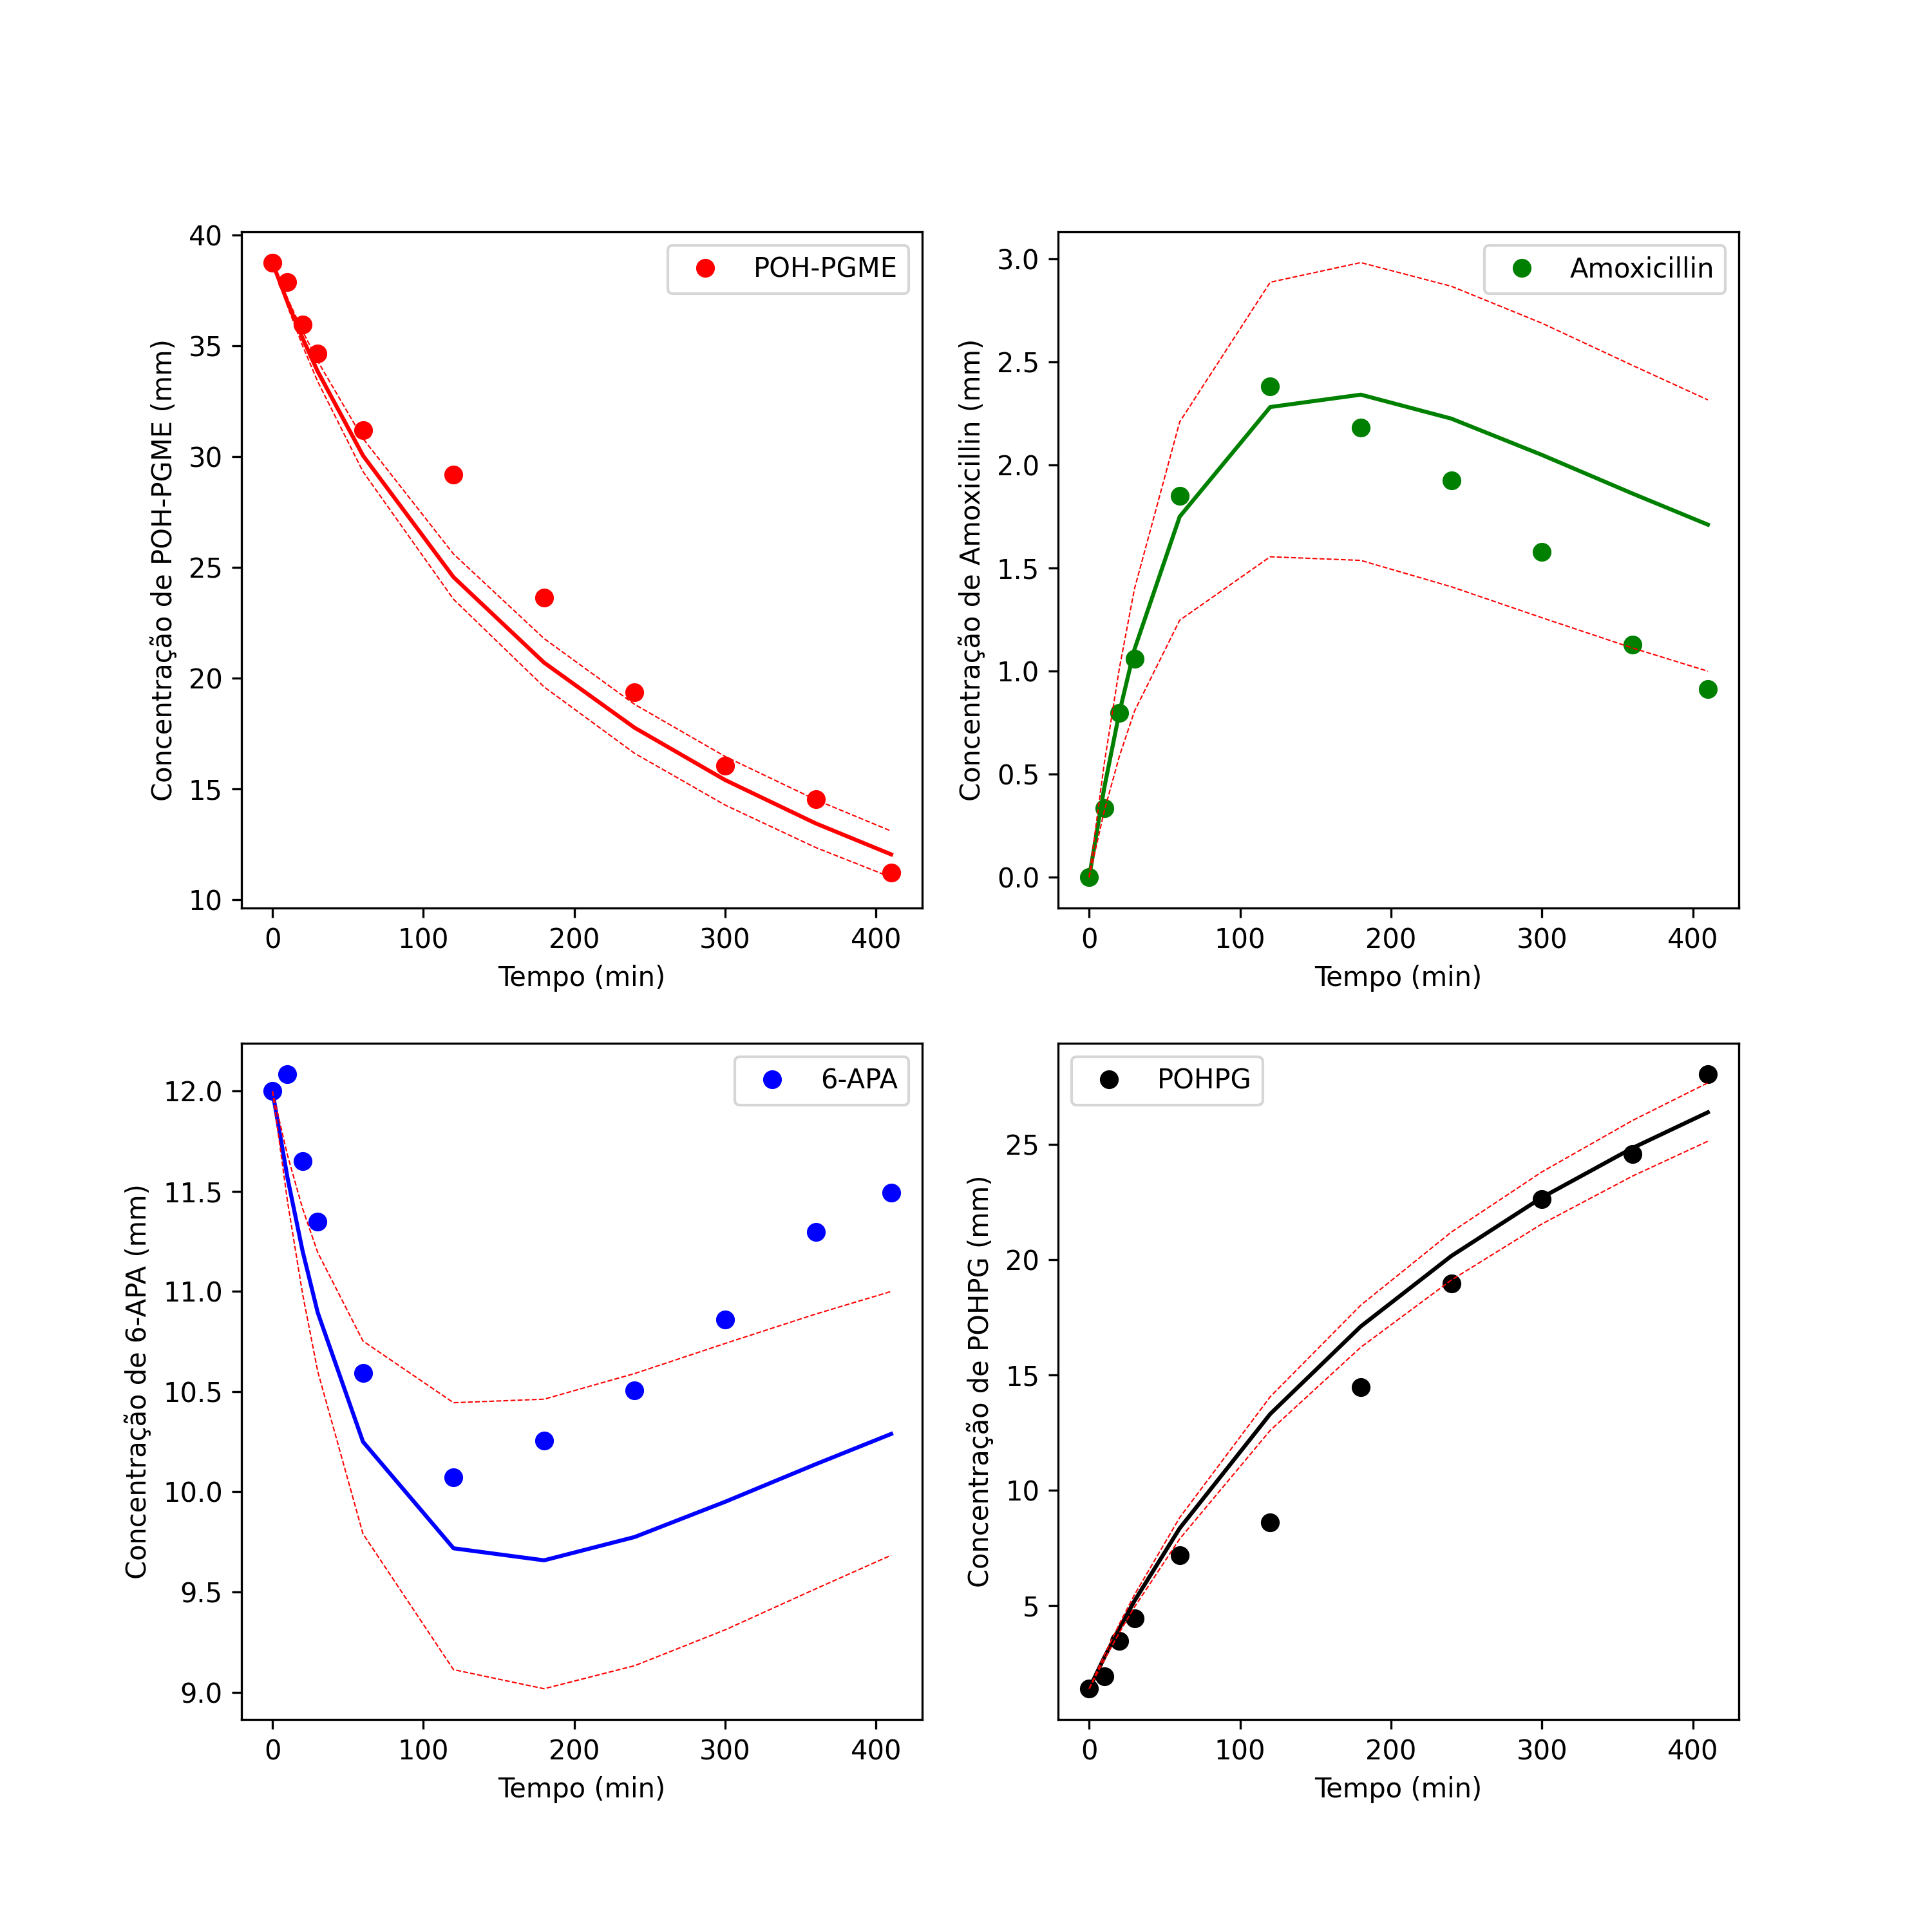 40
35
30
25
20
15
10
Concentração de POH-PGME (mm)
POH-PGME
0 100 200 300 400
Tempo (min)
3.0
2.5
2.0
1.5
1.0
0.5
0.0
Concentração de Amoxicillin (mm)
Amoxicillin
0 100 200 300 400
Tempo (min)
12.0
11.5
11.0
10.5
10.0
9.5
9.0
Concentração de 6-APA (mm)
6-APA
0 100 200 300 400
Tempo (min)
25
20
15
10
5
Concentração de POHPG (mm)
POHPG
0 100 200 300 400
Tempo (min)